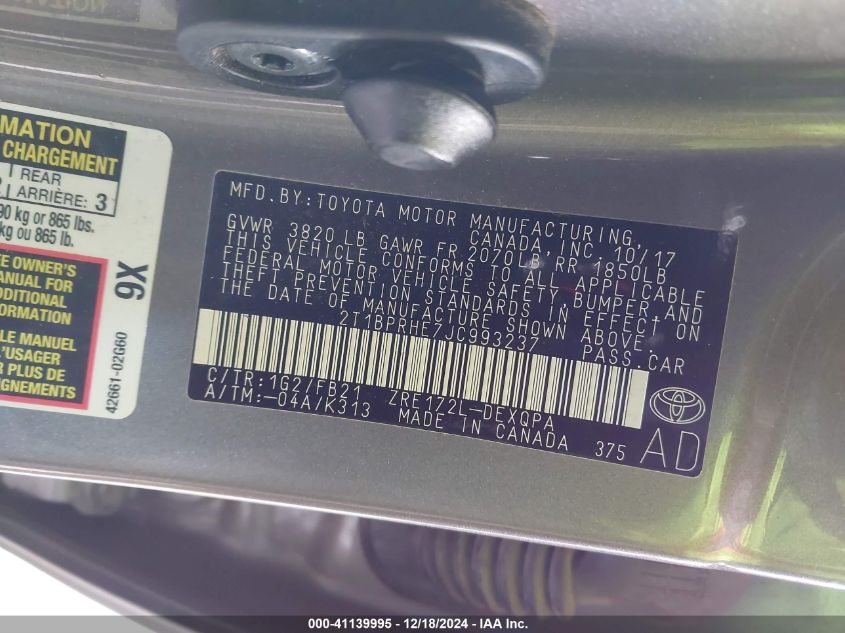 MATION
CHARGEMENT
REAR
ARRIÈRE: 3
90 kg or 865 lbs.
kg ou 865 lb.
E OWNER'S
ANUAL FOR
DDITIONAL
FORMATION
LE MANUEL
L'USAGER
R PLUS DE
IGNEMENTS
9X
42661-02G60
MFD.BY:TOYOTA MOTOR MANUFACTURING,
CANADA, INC. 10/17
GVWR 3820 LB GAWR FR 2070LB,RR 1850LB
THIS VEHICLE CONFORMS TO ALL APPLICABLE
FEDERAL MOTOR VEHICLE SAFETY,BUMPER,AND
THEFT PREVENTION STANDARDS IN EFFECT ON
THE DATE OF MANUFACTURE SHOWN ABOVE.
2T1BPRHE7JC993237 PASS.CAR
C/TR:1G2/FB21 ZRE172L-DEXQPA
A/TM:-04A/K313 MADE IN CANADA 375
AD
000-41139995 - 12/18/2024 - IAA Inc.